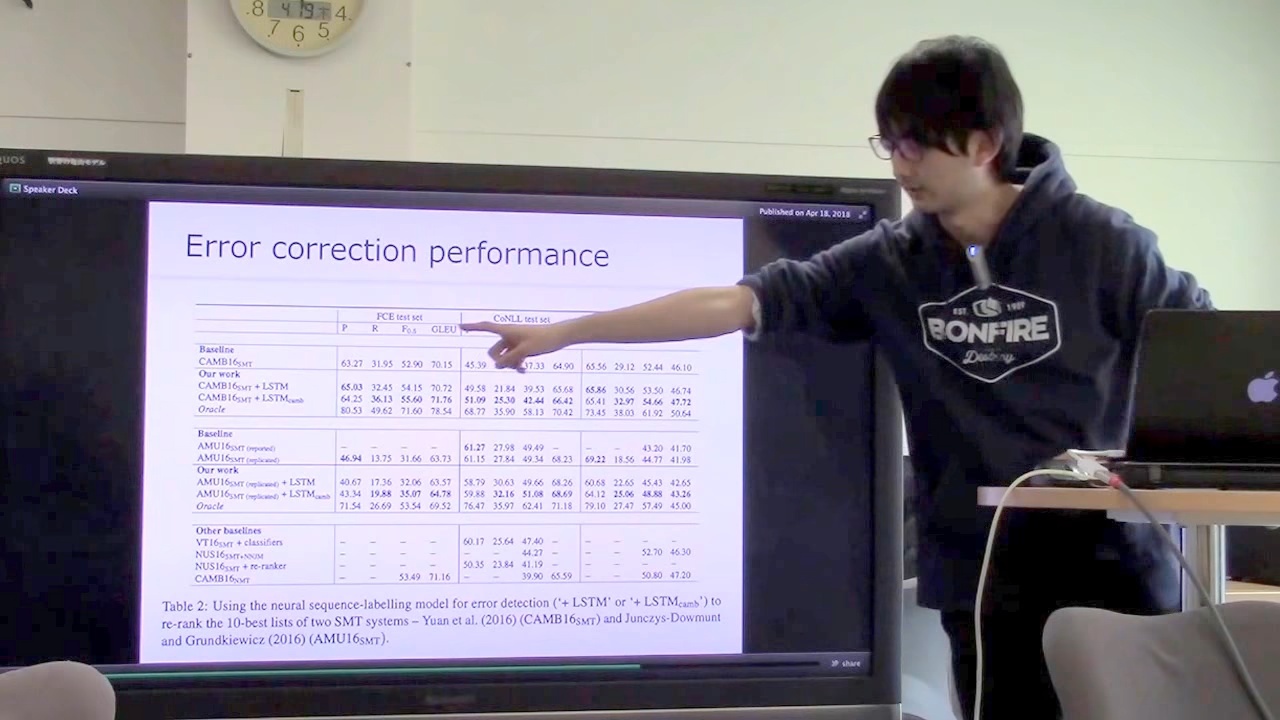 8 419 4
7 6 5
QUOS
Speaker Deck
Published on Apr 18, 2018
Error correction performance
FCE test set CoNLL test set
P R F0.5 GLEU
Baseline
CAMB16SMT 63.27 31.95 52.90 70.15 45.39 37.33 64.90 65.56 29.12 52.44 46.10
Our work
CAMB16SMT + LSTM 65.03 32.45 54.15 70.72 49.58 21.84 39.53 65.68 65.86 30.56 53.50 46.74
CAMB16SMT + LSTMcamb 64.25 36.13 55.60 71.76 51.09 25.30 42.44 66.42 65.41 32.97 54.66 47.72
Oracle 80.53 49.62 71.60 78.54 68.77 35.90 58.13 70.42 73.45 38.03 61.92 50.64
Baseline
AMU16SMT (reported) – – – – 61.27 27.98 49.49 – – – 43.20 41.70
AMU16SMT (replicated) 46.94 13.75 31.66 63.73 61.15 27.84 49.34 68.23 69.22 18.56 44.77 41.98
Our work
AMU16SMT (replicated) + LSTM 40.67 17.36 32.06 63.57 58.79 30.63 49.66 68.26 60.68 22.65 45.43 42.65
AMU16SMT (replicated) + LSTMcamb 43.34 19.88 35.07 64.78 59.88 32.16 51.08 68.69 64.12 25.06 48.88 43.26
Oracle 71.54 26.69 53.54 69.52 76.47 35.97 62.41 71.18 79.10 27.47 57.49 45.00
Other baselines
VT16SMT + classifiers – – – – 60.17 25.64 47.40 – – – – –
NUS16SMT+NNJM – – – – – – 44.27 – – – 52.70 46.30
NUS16SMT + re-ranker – – – – 50.35 23.84 41.19 – – – – –
CAMB16NMT – – 53.49 71.16 – – 39.90 65.59 – – 50.80 47.20
Table 2: Using the neural sequence-labelling model for error detection (‘+ LSTM’ or ‘+ LSTMcamb’) to
re-rank the 10-best lists of two SMT systems – Yuan et al. (2016) (CAMB16SMT) and Junczys-Dowmunt
and Grundkiewicz (2016) (AMU16SMT).
share
EST. 1989
BONFIRE